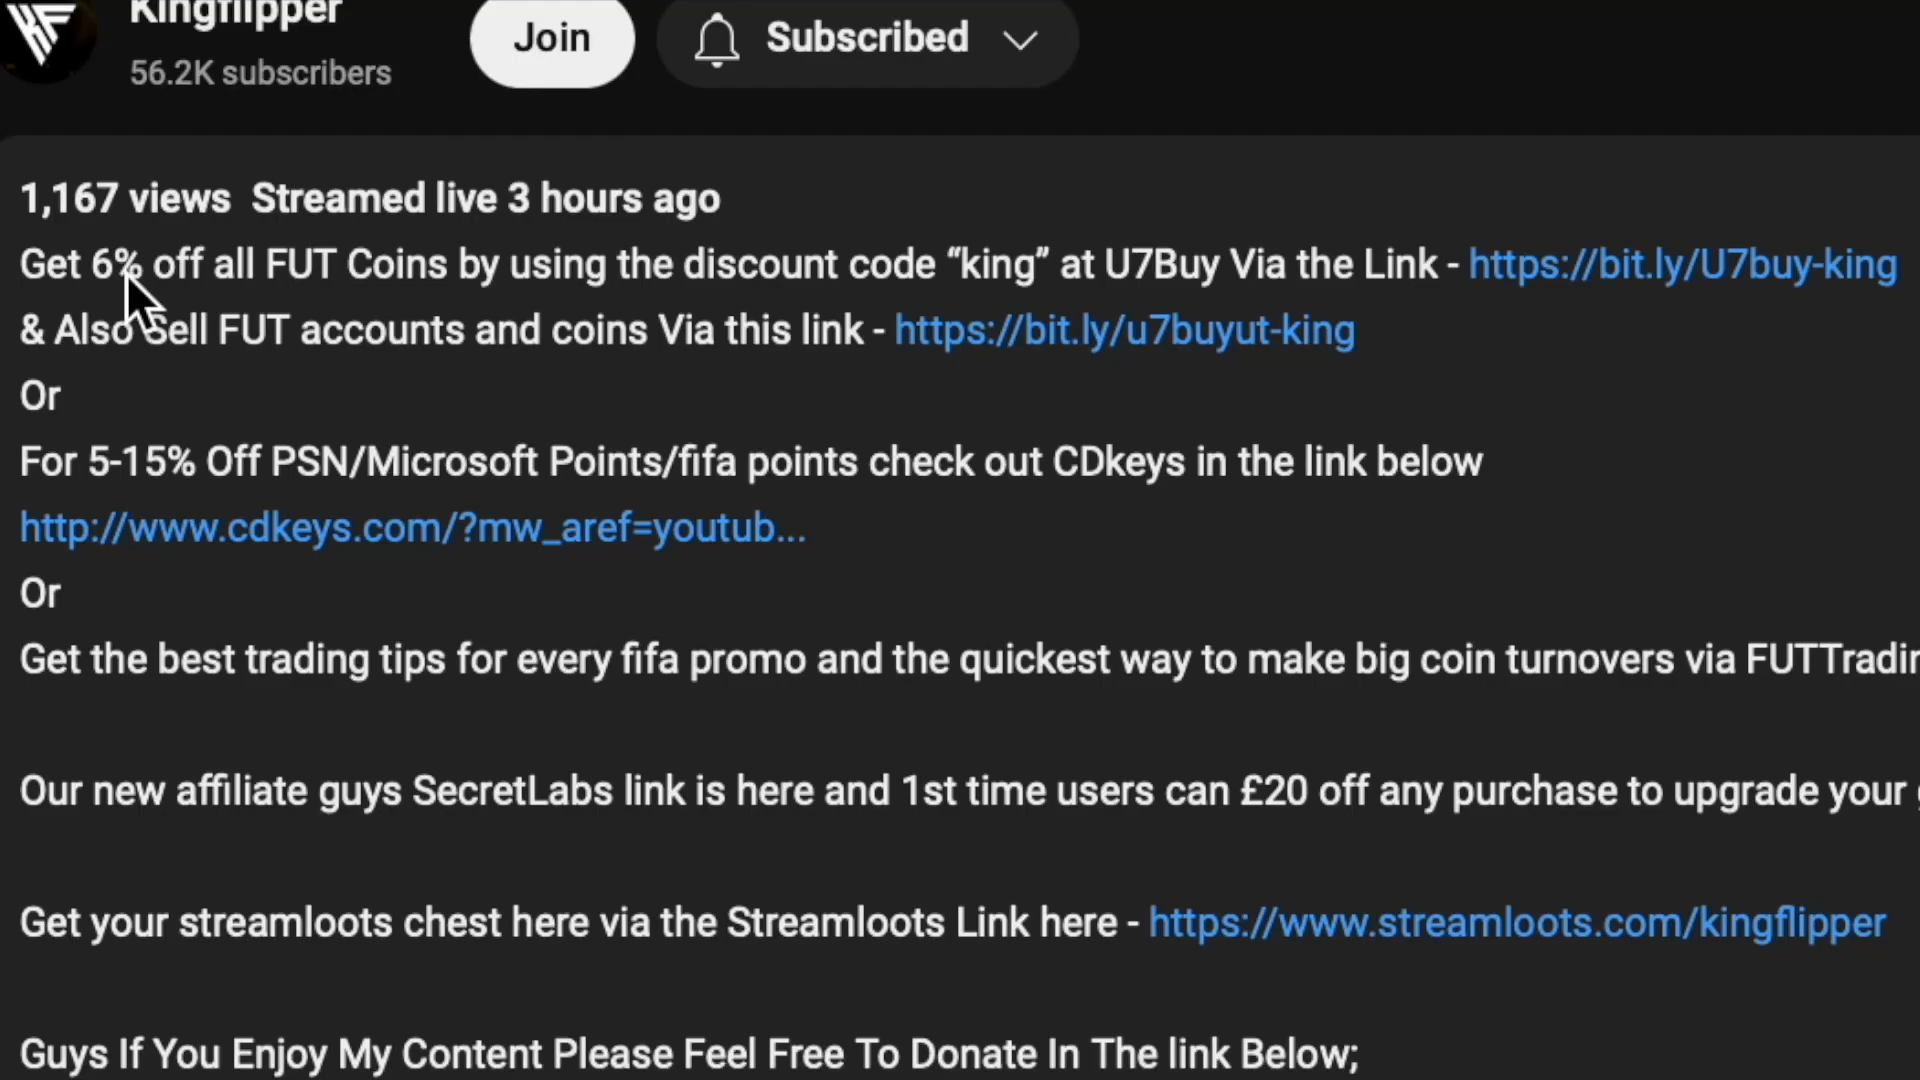 Kingflipper
Join
Subscribed
56.2K subscribers
1,167 views Streamed live 3 hours ago
Get 6% off all FUT Coins by using the discount code “king” at U7Buy Via the Link - https://bit.ly/U7buy-king
& Also Sell FUT accounts and coins Via this link - https://bit.ly/u7buyut-king
Or
For 5-15% Off PSN/Microsoft Points/fifa points check out CDkeys in the link below
http://www.cdkeys.com/?mw_aref=youtub...
Or
Get the best trading tips for every fifa promo and the quickest way to make big coin turnovers via
Our new affiliate guys SecretLabs link is here and 1st time users can £20 off any purchase to upgrade your
Get your streamloots chest here via the Streamloots Link here - https://www.streamloots.com/kingflipper
Guys If You Enjoy My Content Please Feel Free To Donate In The link Below;